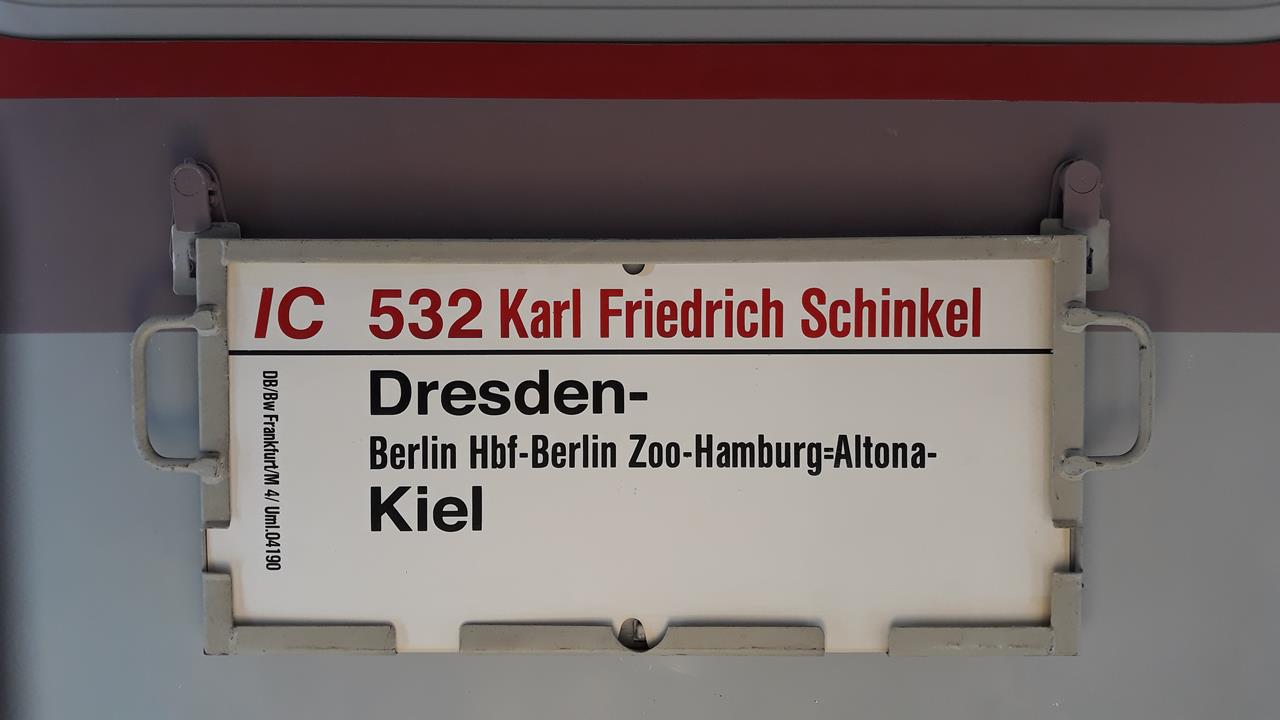 IC 532 Karl Friedrich Schinkel
Dresden-
Berlin Hbf-Berlin Zoo-Hamburg=Altona-
Kiel
DB/Bw Frankfurt/M 4/ Uml.04190